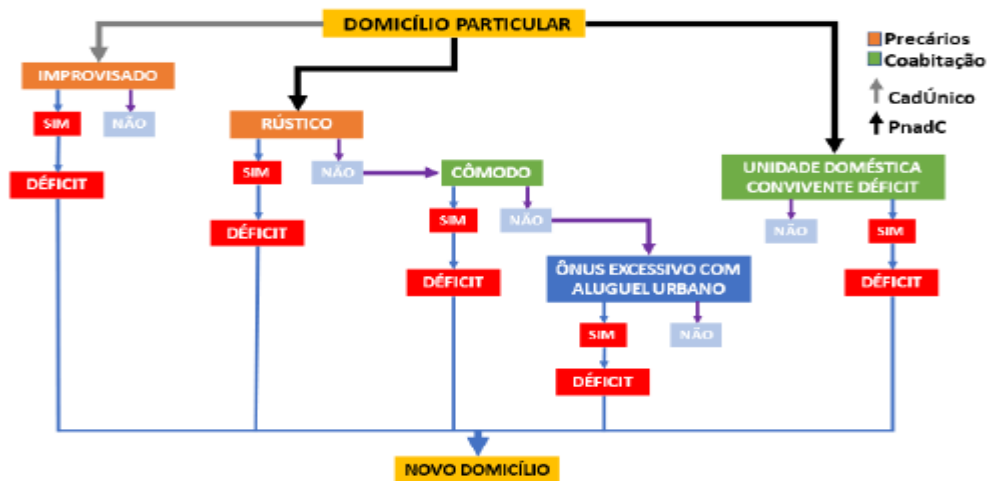 DOMICÍLIO PARTICULAR
Precários
Coabitação
CadÚnico
PnadC
IMPROVISADO
SIM
NÃO
DÉFICIT
RÚSTICO
SIM
NÃO
DÉFICIT
CÔMODO
SIM
NÃO
DÉFICIT
ÔNUS EXCESSIVO COM
ALUGUEL URBANO
SIM
NÃO
DÉFICIT
UNIDADE DOMÉSTICA
CONVIVENTE DÉFICIT
NÃO
SIM
DÉFICIT
NOVO DOMICÍLIO